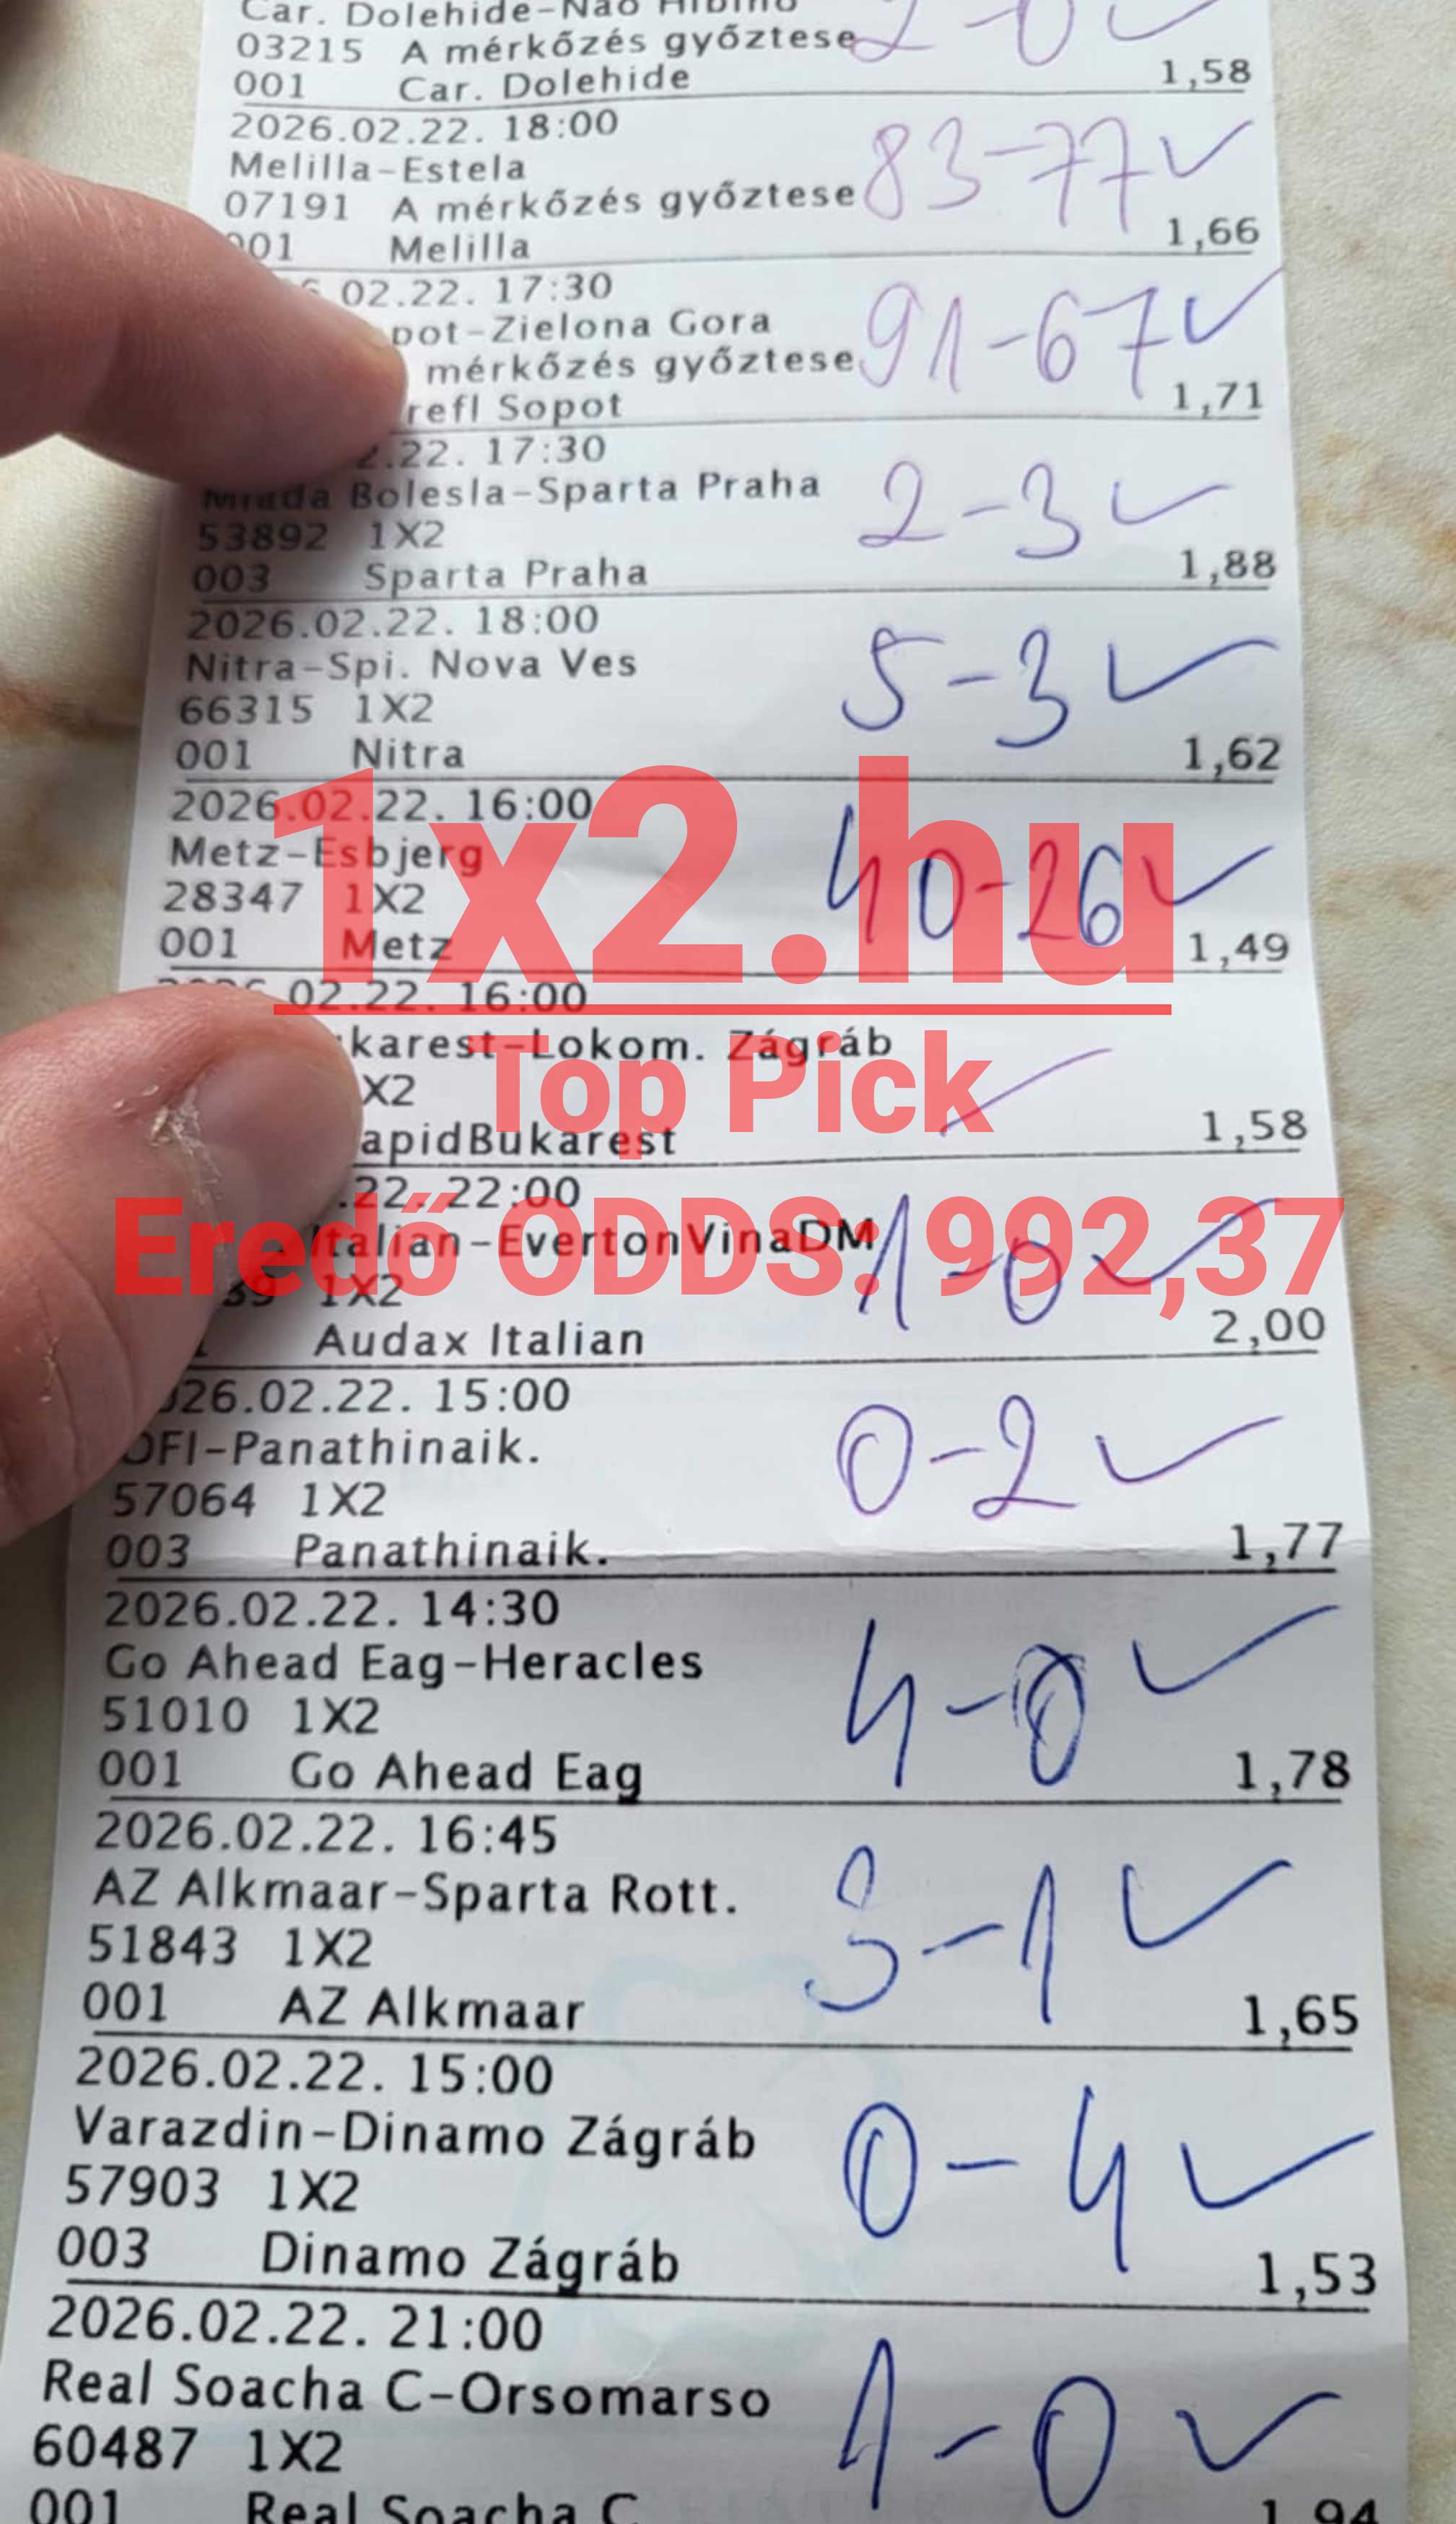 Car. Dolehide-Nao Hibino
03215 A mérkőzés győztese 2-0
001 Car. Dolehide 1,58
2026.02.22. 18:00
Melilla-Estela
07191 A mérkőzés győztese 83-77
001 Melilla 1,66
02.22. 17:30
pot-Zielona Gora
mérkőzés győztese 91-67
refl Sopot 1,71
2.22. 17:30
Mlada Bolesla-Sparta Praha
53892 1X2 2-3
003 Sparta Praha 1,88
2026.02.22. 18:00
Nitra-Spi. Nova Ves
66315 1X2 5-3
001 Nitra 1,62
1x2.hu
2026.02.22. 16:00
Metz-Esbjerg
28347 1X2 40-26
001 Metz 1,49
02.22. 16:00
karest-Lokom. Zágráb
Top Pick
X2
apidBukarest 1,58
.22. 22:00
Eredő ODDS: 992,37
Italian-EvertonVinaDM 1-0
39 1X2
Audax Italian 2,00
026.02.22. 15:00
OFI-Panathinaik.
57064 1X2 0-2
003 Panathinaik. 1,77
2026.02.22. 14:30
Go Ahead Eag-Heracles
51010 1X2 4-0
001 Go Ahead Eag 1,78
2026.02.22. 16:45
AZ Alkmaar-Sparta Rott.
51843 1X2 3-1
001 AZ Alkmaar 1,65
2026.02.22. 15:00
Varazdin-Dinamo Zágráb
57903 1X2 0-4
003 Dinamo Zágráb 1,53
2026.02.22. 21:00
Real Soacha C-Orsomarso
60487 1X2 1-0
001 Real Soacha C 1,94